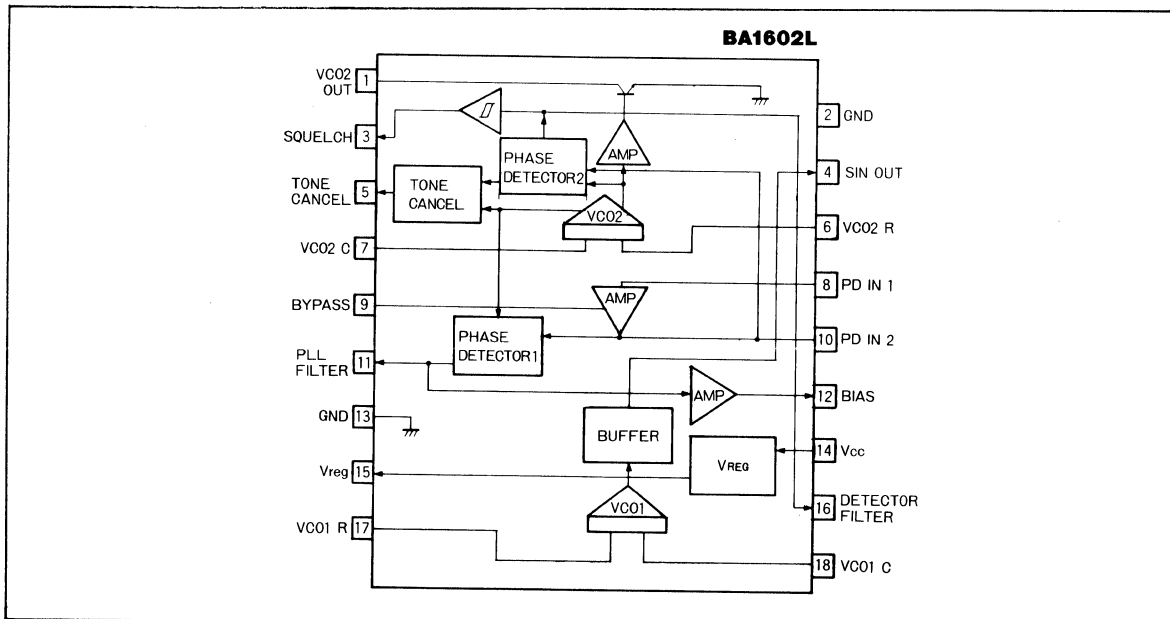 BA1602L
VCO2
OUT
1
2
GND
SQUELCH
3
AMP
PHASE
DETECTOR2
4
SIN OUT
TONE
CANCEL
5
TONE
CANCEL
VCO2
6
VCO2 R
VCO2 C
7
8
PD IN 1
BYPASS
9
AMP
PHASE
DETECTOR1
10
PD IN 2
PLL
FILTER
11
AMP
12
BIAS
GND
13
BUFFER
VREG
14
Vcc
Vreg
15
VCO1
16
DETECTOR
FILTER
VCO1 R
17
18
VCO1 C